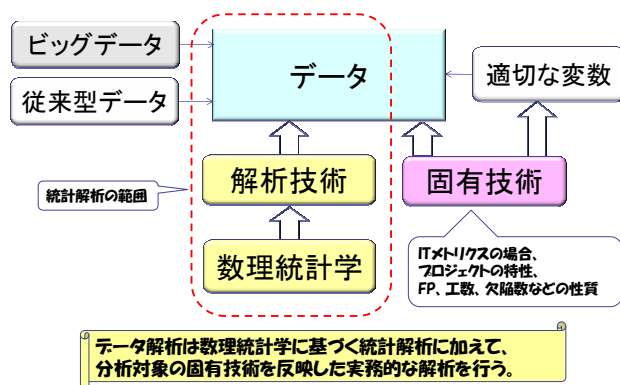 ビッグデータ
データ
適切な変数
従来型データ
解析技術
固有技術
統計解析の範囲
数理統計学
ITメトリクスの場合、
プロジェクトの特性、
FP、工数、欠陥数などの性質
データ解析は数理統計学に基づく統計解析に加えて、
分析対象の固有技術を反映した実務的な解析を行う。